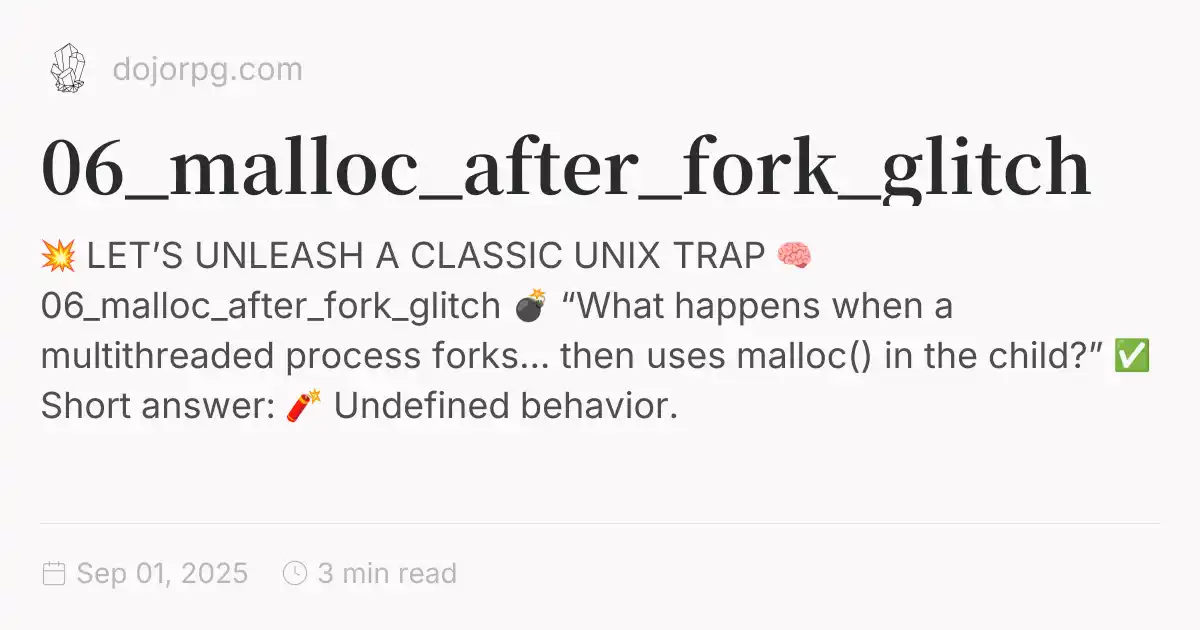 dojorpg.com
06_malloc_after_fork_glitch
💥 LET’S UNLEASH A CLASSIC UNIX TRAP 🧠
06_malloc_after_fork_glitch 💣 “What happens when a
multithreaded process forks… then uses malloc() in the child?” ✅
Short answer: 🧨 Undefined behavior.
Sep 01, 2025
3 min read